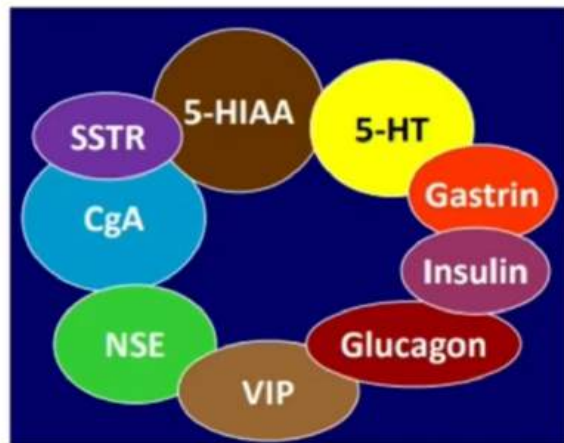 5-HIAA
5-HT
SSTR
Gastrin
CgA
Insulin
NSE
Glucagon
VIP